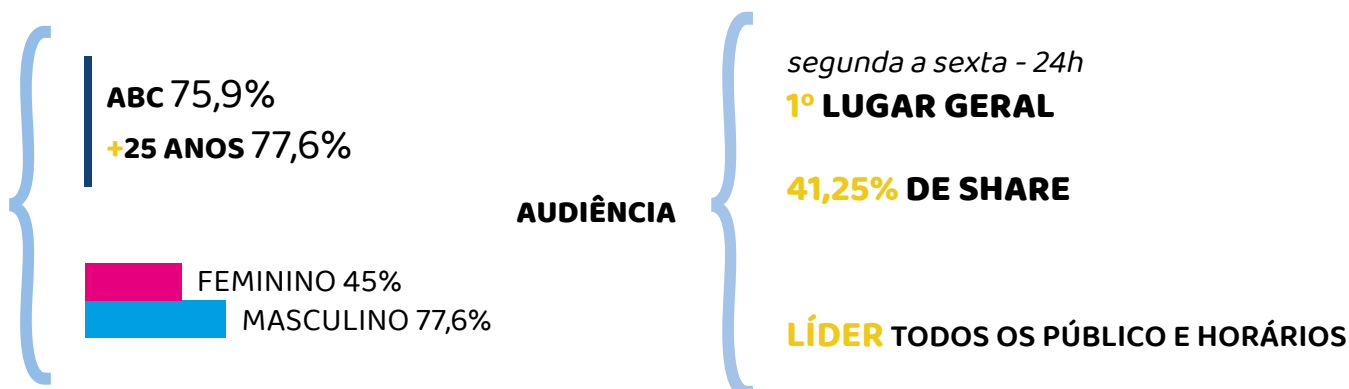 ABC 75,9%
+25 ANOS 77,6%
FEMININO 45%
MASCULINO 77,6%
AUDIÊNCIA
segunda a sexta - 24h
1º LUGAR GERAL
41,25% DE SHARE
LÍDER TODOS OS PÚBLICO E HORÁRIOS